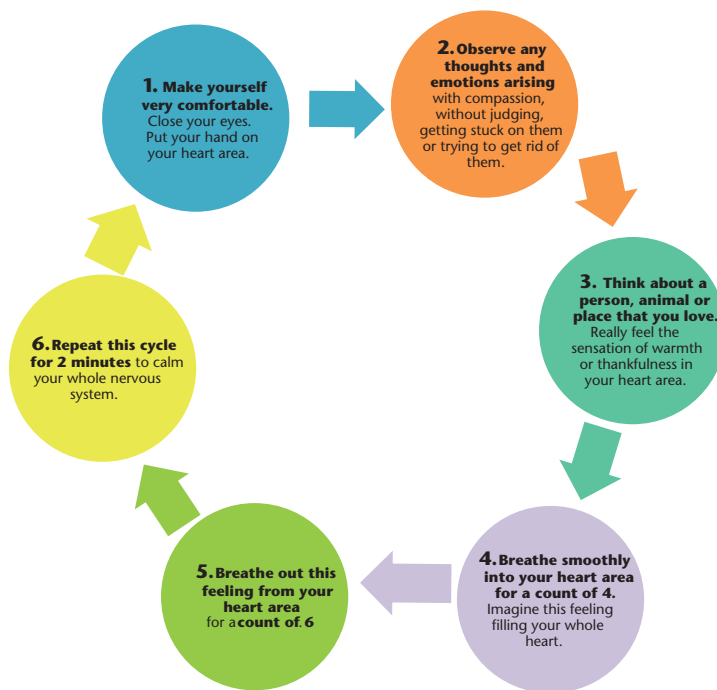 1. Make yourself
very comfortable.
Close your eyes.
Put your hand on
your heart area.
2. Observe any
thoughts and
emotions arising
with compassion,
without judging,
getting stuck on them
or trying to get rid of
them.
3. Think about a
person, animal or
place that you love.
Really feel the
sensation of warmth
or thankfulness in
your heart area.
4. Breathe smoothly
into your heart area
for a count of 4.
Imagine this feeling
filling your whole
heart.
5. Breathe out this
feeling from your
heart area
for a count of. 6
6. Repeat this cycle
for 2 minutes to calm
your whole nervous
system.